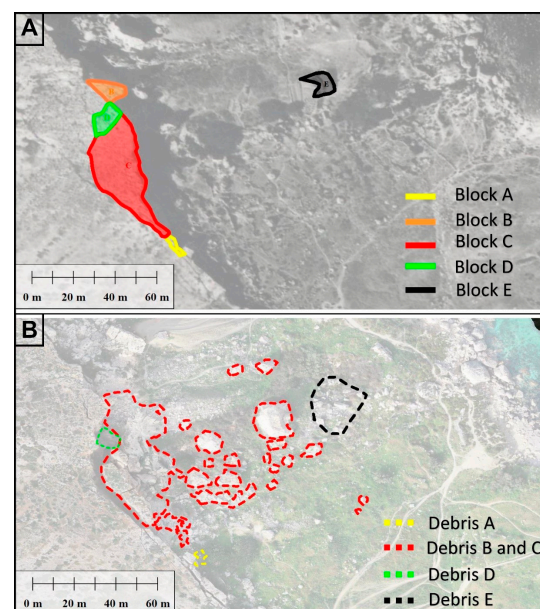 A
B
E
C
Block A
Block B
Block C
Block D
Block E
0 m 20 m 40 m 60 m
B
Debris A
Debris B and C
Debris D
Debris E
0 m 20 m 40 m 60 m